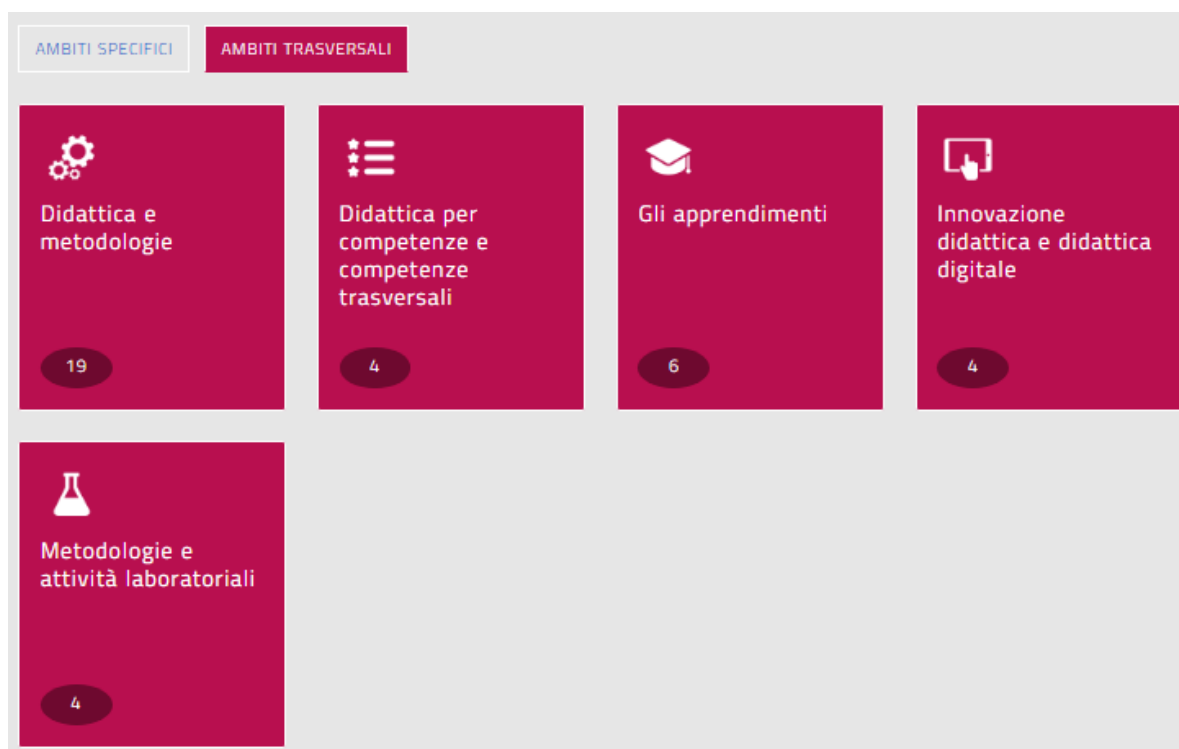 AMBITI SPECIFICI
AMBITI TRASVERSALI
Didattica e
metodologie
19
Didattica per
competenze e
competenze
trasversali
4
Gli apprendimenti
6
Innovazione
didattica e didattica
digitale
4
Metodologie e
attività laboratoriali
4